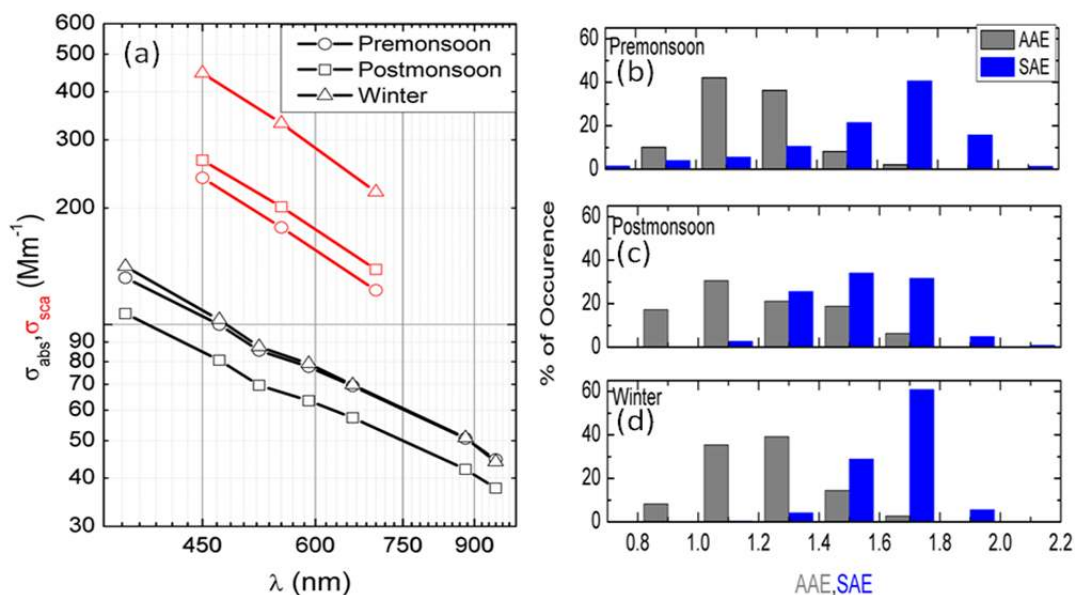 (a)
Premonsoon
Postmonsoon
Winter
600
500
400
300
200
90
80
70
60
50
40
30
σabs,σsca (Mm⁻¹)
450 600 750 900
λ (nm)
Premonsoon
(b)
AAE
SAE
60
40
20
0
Postmonsoon
(c)
60
40
20
0
Winter
(d)
60
40
20
0
% of Occurence
0.8 1.0 1.2 1.4 1.6 1.8 2.0 2.2
AAE,SAE